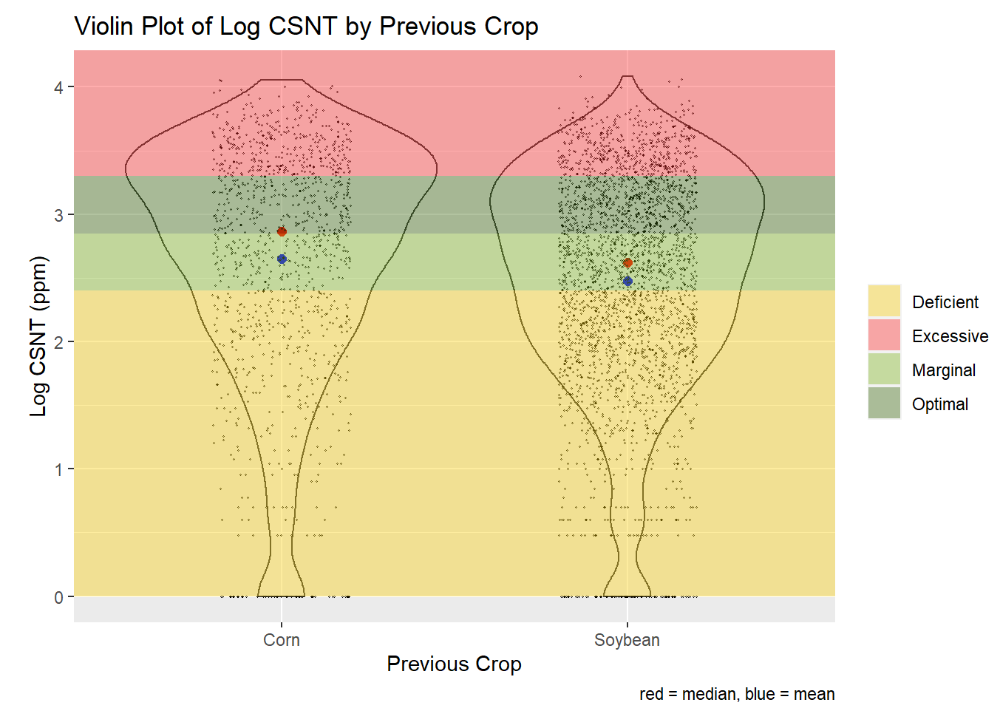 Violin Plot of Log CSNT by Previous Crop
Log CSNT (ppm)
4
3
2
1
0
Corn
Soybean
Previous Crop
Deficient
Excessive
Marginal
Optimal
red = median, blue = mean